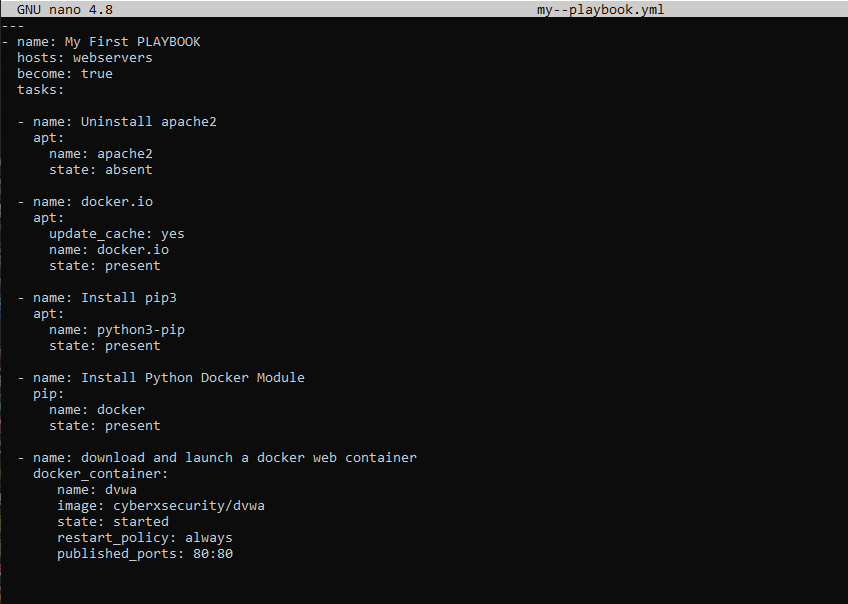 GNU nano 4.8 my--playbook.yml
---
- name: My First PLAYBOOK
  hosts: webservers
  become: true
  tasks:

  - name: Uninstall apache2
    apt:
      name: apache2
      state: absent

  - name: docker.io
    apt:
      update_cache: yes
      name: docker.io
      state: present

  - name: Install pip3
    apt:
      name: python3-pip
      state: present

  - name: Install Python Docker Module
    pip:
      name: docker
      state: present

  - name: download and launch a docker web container
    docker_container:
       name: dvwa
       image: cyberxsecurity/dvwa
       state: started
       restart_policy: always
       published_ports: 80:80